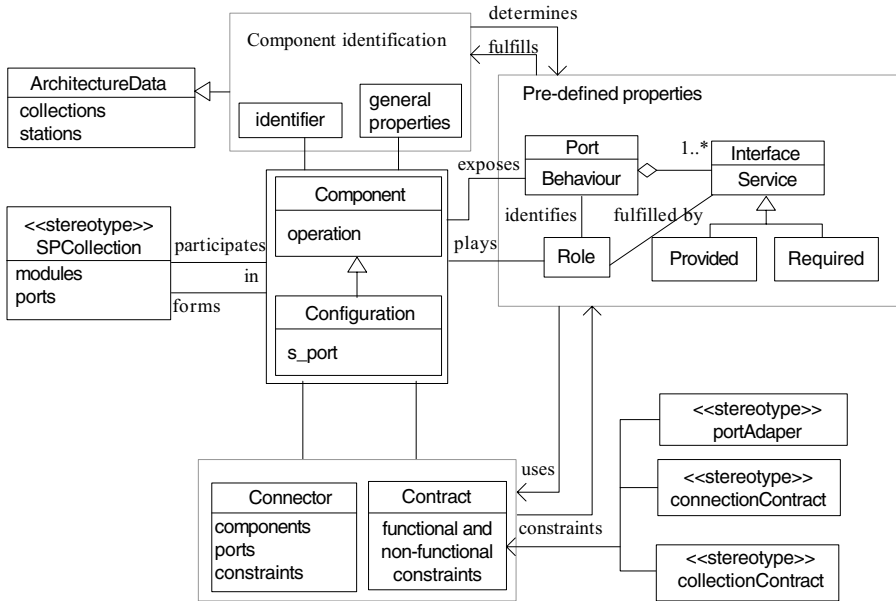 determines
Component identification
fulfills
ArchitectureData
collections
stations
general
properties
identifier
Pre-defined properties
exposes
Port
Behaviour
1..*
Interface
Service
identifies
fulfilled by
Component
operation
<<stereotype>>
SPCollection
modules
ports
participates
in
forms
plays
Role
Provided
Required
Configuration
s_port
<<stereotype>>
portAdaper
uses
<<stereotype>>
connectionContract
Connector
components
ports
constraints
Contract
functional and
non-functional
constraints
constraints
<<stereotype>>
collectionContract